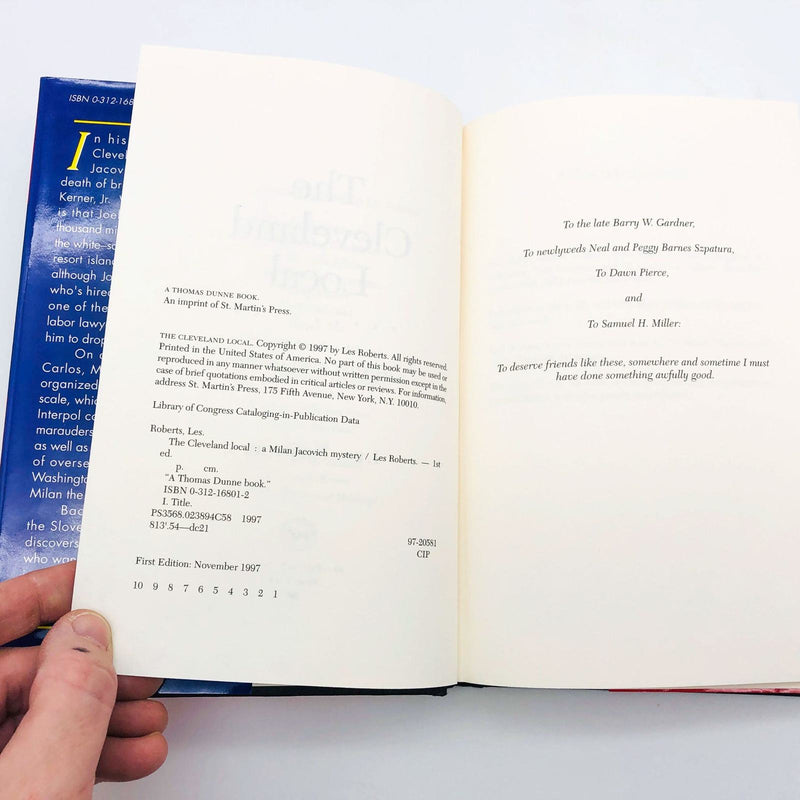 ISBN 0-312-168
In his
Clevel
Jacov
death of br
Kerner, Jr.
is that Joe
thousand mi
the white-sa
resort islan
although Ja
who's hire
one of the
labor lawy
him to drop
On
Carlos, M
organized
scale, whic
Interpol co
marauders
as well as
of overse
Washingto
Milan the
Bac
the Slove
discovers
who wan
The
Cleveland
Local
A THOMAS DUNNE BOOK.
An imprint of St. Martin's Press.
THE CLEVELAND LOCAL. Copyright © 1997 by Les Roberts. All rights reserved.
Printed in the United States of America. No part of this book may be used or
reproduced in any manner whatsoever without written permission except in the
case of brief quotations embodied in critical articles or reviews. For information,
address St. Martin's Press, 175 Fifth Avenue, New York, N.Y. 10010.
Library of Congress Cataloging-in-Publication Data
Roberts, Les.
The Cleveland local : a Milan Jacovich mystery / Les Roberts. — 1st
ed.
p. cm.
"A Thomas Dunne book."
ISBN 0-312-16801-2
I. Title.
PS3568.023894C58 1997
813'.54—dc21
97-20581
CIP
First Edition: November 1997
10 9 8 7 6 5 4 3 2 1
To the late Barry W. Gardner,
To newlyweds Neal and Peggy Barnes Szpatura,
To Dawn Pierce,
and
To Samuel H. Miller:
To deserve friends like these, somewhere and sometime I must
have done something awfully good.